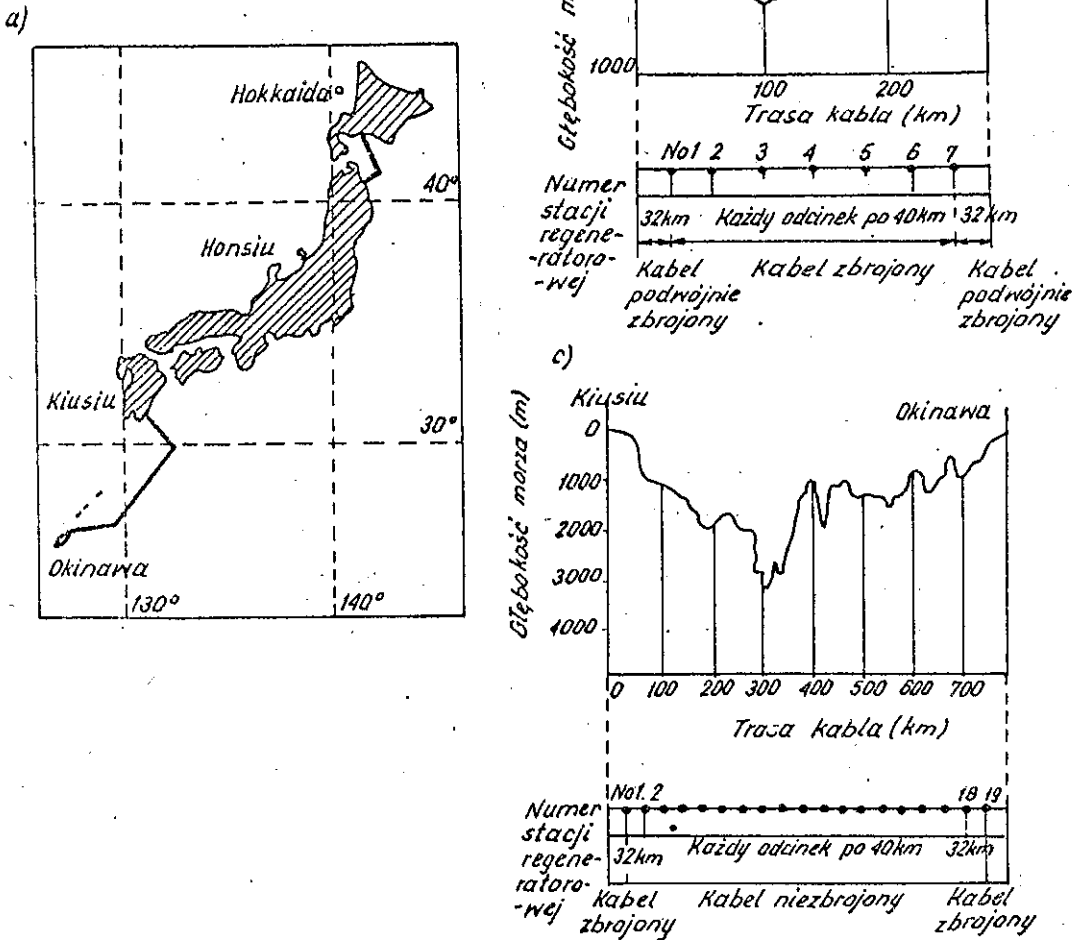 a)
Hokkaida
40°
Honsiu
Kiusiu
30°
Okinawa
130°
140°
Głębokość m
1000
100
200
Trasa kabla (km)
No1 2 3 4 5 6 7
Numer
stacji
regene-
-ratoro-
-wej
32km
Każdy odcinek po 40km
32km
Kabel
podwójnie
zbrojony
Kabel zbrojony
Kabel
podwójnie
zbrojony
c)
Kiusiu
Okinawa
Głębokość morza (m)
0
1000
2000
3000
4000
0 100 200 300 400 500 600 700
Trasa kabla (km)
No1. 2 18 19
Numer
stacji
regene-
ratoro-
-wej
32km
Każdy odcinek po 40km
32km
Kabel
zbrojony
Kabel niezbrojony
Kabel
zbrojony